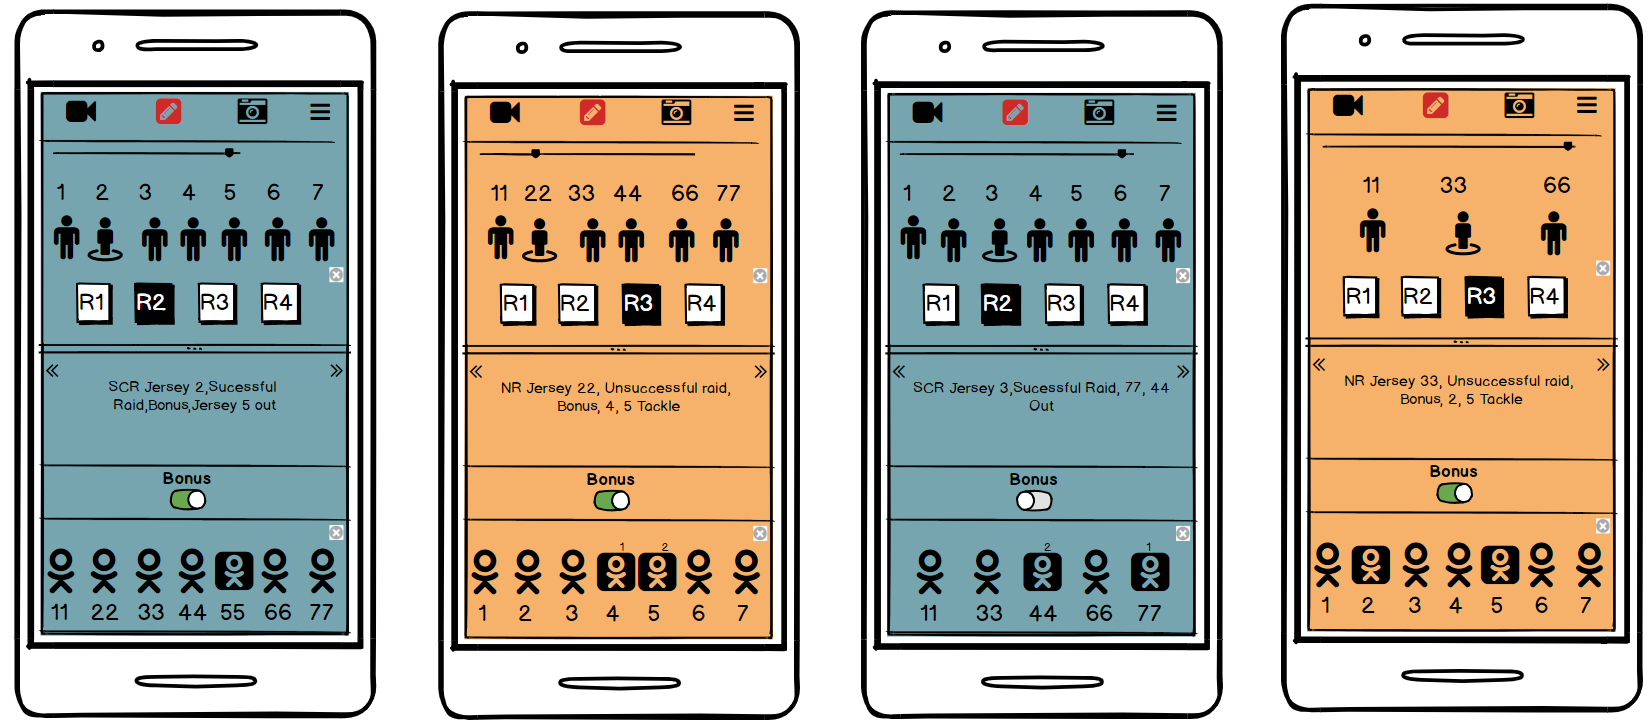 1 2 3 4 5 6 7
R1 R2 R3 R4
SCR Jersey 2,Sucessful
Raid,Bonus,Jersey 5 out
Bonus
11 22 33 44 55 66 77
11 22 33 44 66 77
R1 R2 R3 R4
NR Jersey 22, Unsuccessful raid,
Bonus, 4, 5 Tackle
Bonus
1 2
1 2 3 4 5 6 7
1 2 3 4 5 6 7
R1 R2 R3 R4
SCR Jersey 3,Sucessful Raid, 77, 44
Out
Bonus
2 1
11 33 44 66 77
11 33 66
R1 R2 R3 R4
NR Jersey 33, Unsuccessful raid,
Bonus, 2, 5 Tackle
Bonus
1 2 3 4 5 6 7